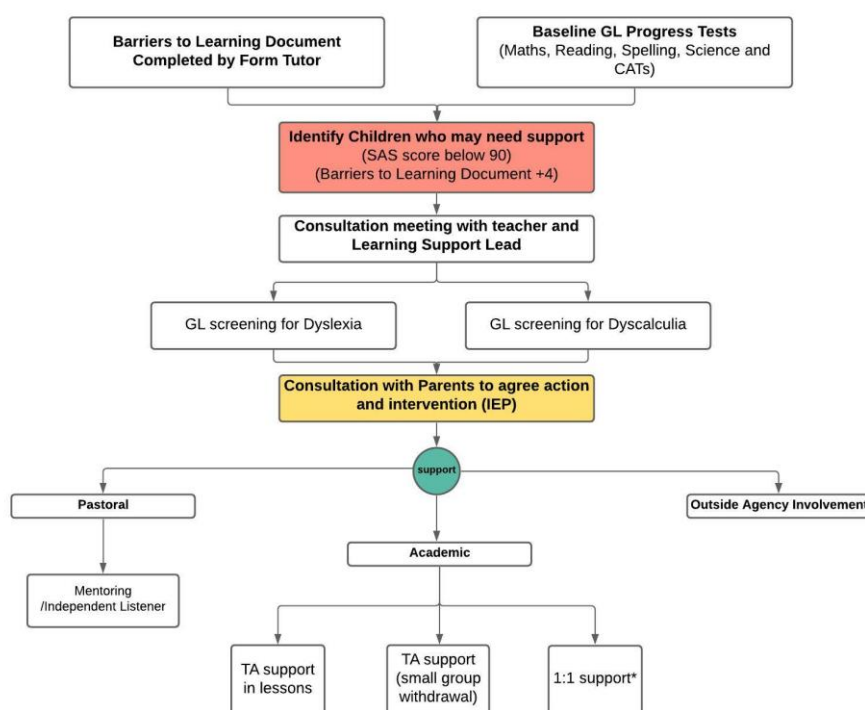 Barriers to Learning Document
Completed by Form Tutor
Baseline GL Progress Tests
(Maths, Reading, Spelling, Science and
CATs)
Identify Children who may need support
(SAS score below 90)
(Barriers to Learning Document +4)
Consultation meeting with teacher and
Learning Support Lead
GL screening for Dyslexia
GL screening for Dyscalculia
Consultation with Parents to agree action
and intervention (IEP)
support
Pastoral
Outside Agency Involvement
Academic
Mentoring
/Independent Listener
TA support
in lessons
TA support
(small group
withdrawal)
1:1 support*